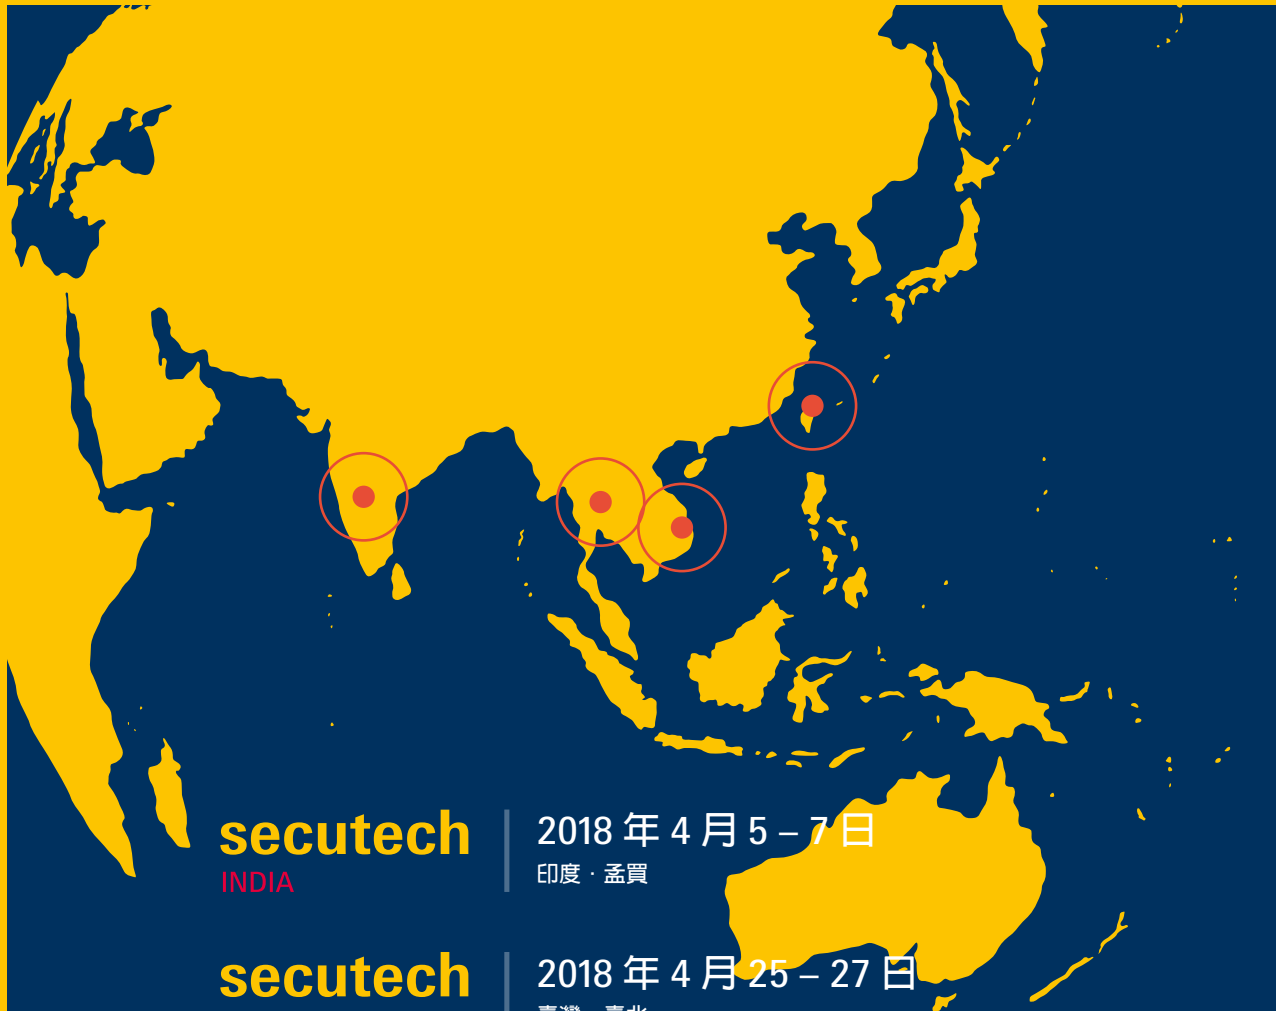 secutech
INDIA
2018 年 4 月 5 – 7 日
印度 · 孟買
secutech
2018 年 4 月 25 – 27 日